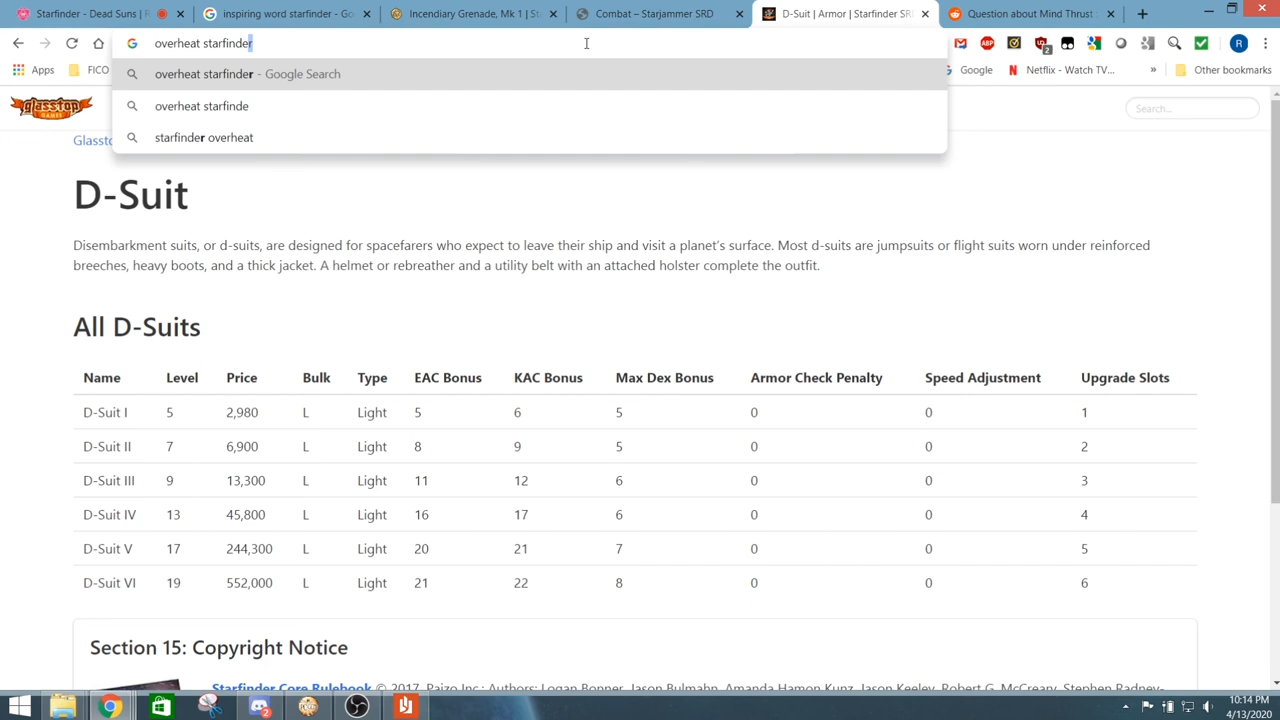 Starfinder - Dead Suns |
inspiring word starfinder - Go
Incendiary Grenade, Mk 1 | St
Combat – Starjammer SRD
D-Suit | Armor | Starfinder SR
Question about Mind Thrust :
overheat starfinder
Apps
FICO
Google
Netflix - Watch TV...
»
Other bookmarks
overheat starfinder - Google Search
overheat starfinde
starfinder overheat
glasstop
GAMES
Search...
Glassto
D-Suit
Disembarkment suits, or d-suits, are designed for spacefarers who expect to leave their ship and visit a planet's surface. Most d-suits are jumpsuits or flight suits worn under reinforced
breeches, heavy boots, and a thick jacket. A helmet or rebreather and a utility belt with an attached holster complete the outfit.
All D-Suits
Name Level Price Bulk Type EAC Bonus KAC Bonus Max Dex Bonus Armor Check Penalty Speed Adjustment Upgrade Slots
D-Suit I 5 2,980 L Light 5 6 5 0 0 1
D-Suit II 7 6,900 L Light 8 9 5 0 0 2
D-Suit III 9 13,300 L Light 11 12 6 0 0 3
D-Suit IV 13 45,800 L Light 16 17 6 0 0 4
D-Suit V 17 244,300 L Light 20 21 7 0 0 5
D-Suit VI 19 552,000 L Light 21 22 8 0 0 6
Section 15: Copyright Notice
Starfinder Core Rulebook © 2017, Paizo Inc.; Authors: Logan Bonner, Jason Bulmahn, Amanda Hamon Kunz, Jason Keeley, Robert G. McCreary, Stephen Radney-
10:14 PM
4/13/2020